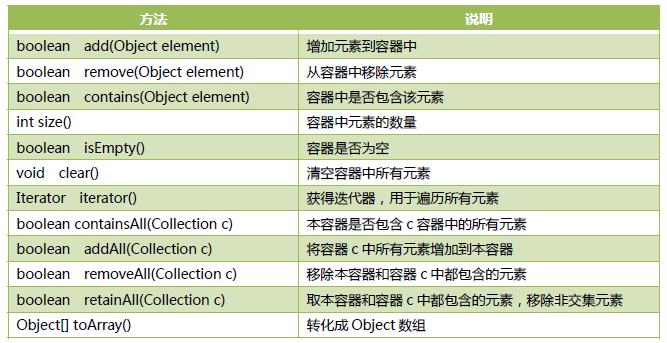 方法 说明
boolean add(Object element) 增加元素到容器中
boolean remove(Object element) 从容器中移除元素
boolean contains(Object element) 容器中是否包含该元素
int size() 容器中元素的数量
boolean isEmpty() 容器是否为空
void clear() 清空容器中所有元素
Iterator iterator() 获得迭代器，用于遍历所有元素
boolean containsAll(Collection c) 本容器是否包含 c 容器中的所有元素
boolean addAll(Collection c) 将容器 c 中所有元素增加到本容器
boolean removeAll(Collection c) 移除本容器和容器 c 中都包含的元素
boolean retainAll(Collection c) 取本容器和容器 c 中都包含的元素，移除非交集元素
Object[] toArray() 转化成 Object 数组